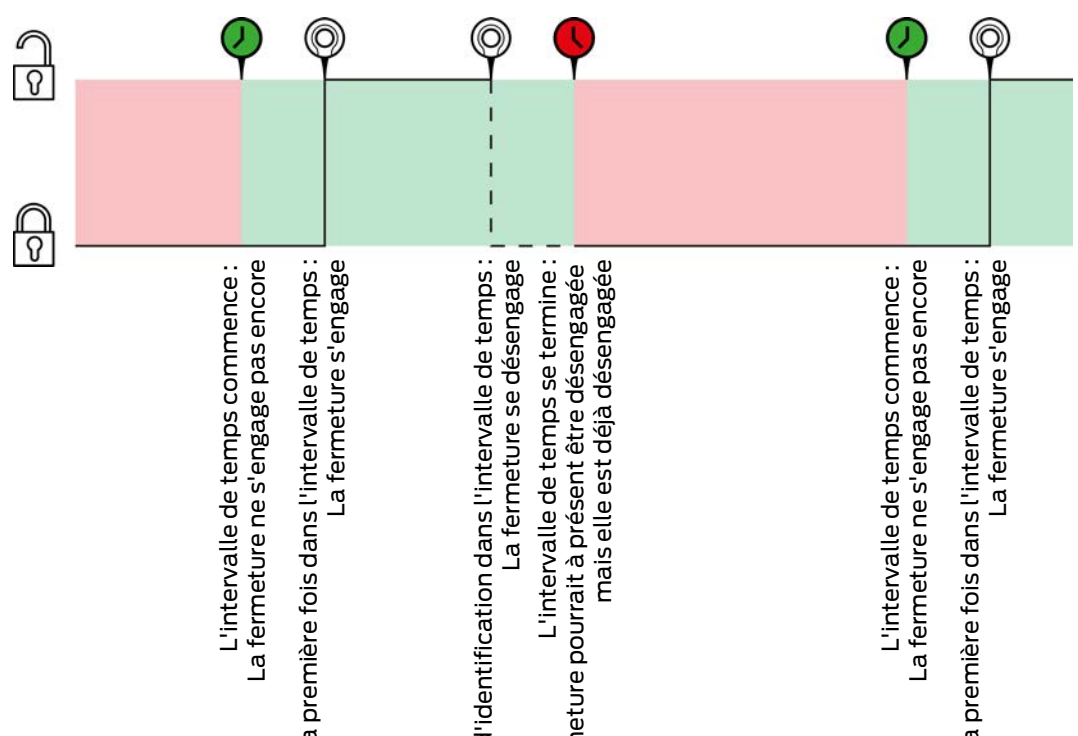 L'intervalle de temps commence :
La fermeture ne s'engage pas encore
a première fois dans l'intervalle de temps :
La fermeture s'engage
d'identification dans l'intervalle de temps :
La fermeture se désengage
L'intervalle de temps se termine :
meture pourrait à présent être désengagée
mais elle est déjà désengagée
L'intervalle de temps commence :
La fermeture ne s'engage pas encore
a première fois dans l'intervalle de temps :
La fermeture s'engage